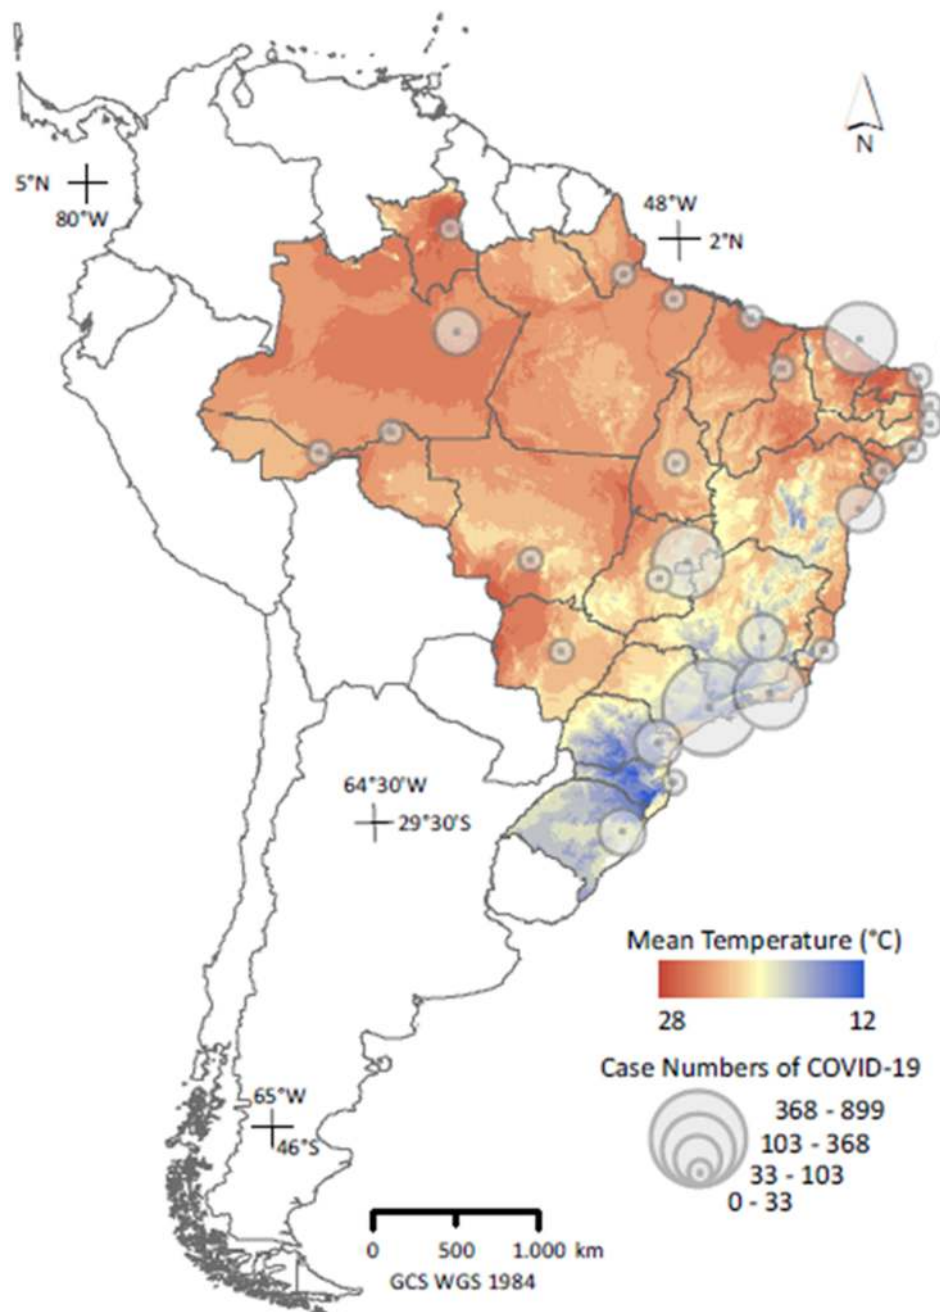 N
5°N
80°W
48°W
2°N
64°30'W
29°30'S
Mean Temperature (°C)
28 12
Case Numbers of COVID-19
368 - 899
103 - 368
33 - 103
0 - 33
65°W
46°S
0 500 1.000 km
GCS WGS 1984